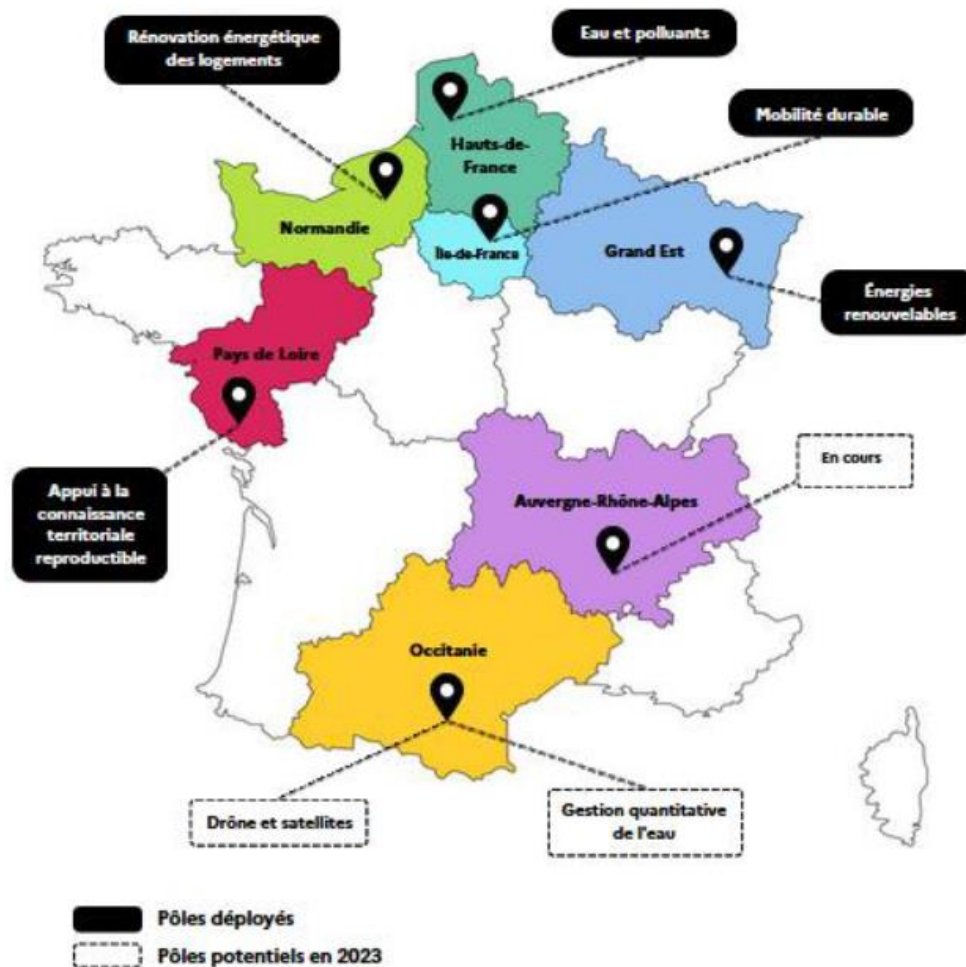 Rénovation énergétique
des logements
Eau et polluants
Mobilité durable
Hauts-de-
France
Normandie
Île-de-France
Grand Est
Énergies
renouvelables
Pays de Loire
Appui à la
connaissance
territoriale
reproductible
En cours
Auvergne-Rhône-Alpes
Occitanie
Drône et satellites
Gestion quantitative
de l'eau
Pôles déployés
Pôles potentiels en 2023